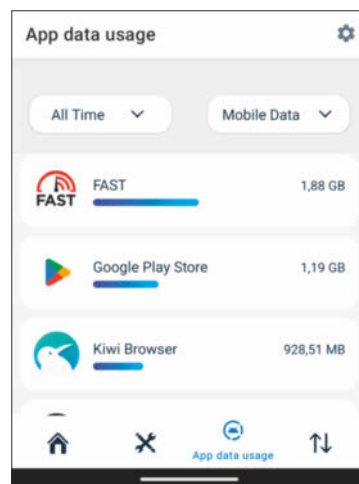 App data usage
All Time
Mobile Data
FAST
FAST
1,88 GB
Google Play Store
1,19 GB
Kiwi Browser
928,51 MB
App data usage